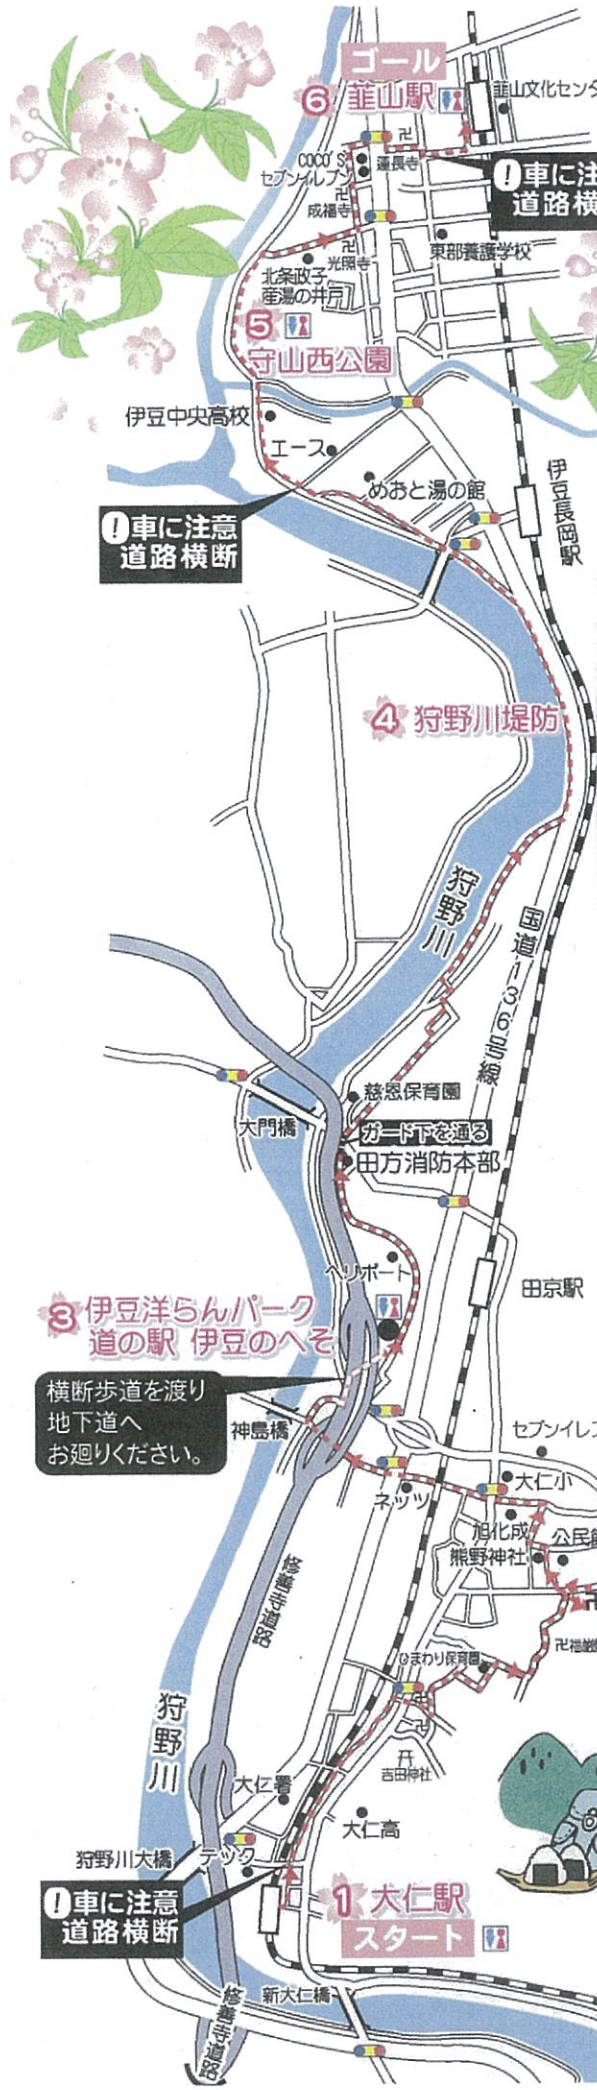 ゴール
6 韮山駅
韮山文化センタ
卍
蓮長寺
COCO'S
セブンイレブン
卍
成福寺
!車に注
道路横
卍
光照寺
東部養護学校
北条政子
産湯の井戸
5
守山西公園
伊豆中央高校
エース
めおと湯の館
伊豆長岡駅
!車に注意
道路横断
4 狩野川堤防
狩野川
国道136号線
慈恩保育園
大門橋
ガード下を通る
田方消防本部
ヘリポート
田京駅
3 伊豆洋らんパーク
道の駅 伊豆のへそ
横断歩道を渡り
地下道へ
お廻りください。
神島橋
セブンイレブ
大仁小
ネッツ
旭化成
公民館
熊野神社
卍
修善寺道路
ひまわり保育園
卍
狩野川
吉田神社
大仁署
大仁高
狩野川大橋
テック
!車に注意
道路横断
1 大仁駅
スタート
新大仁橋
修善寺道路